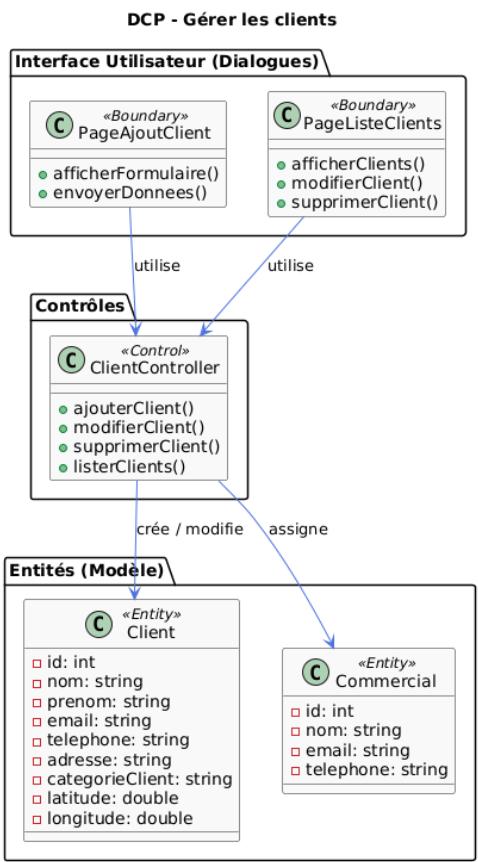 DCP - Gérer les clients
Interface Utilisateur (Dialogues)
C
«Boundary»
PageAjoutClient
afficherFormulaire()
envoyerDonnees()
C
«Boundary»
PageListeClients
afficherClients()
modifierClient()
supprimerClient()
utilise
utilise
Contrôles
C
«Control»
ClientController
ajouterClient()
modifierClient()
supprimerClient()
listerClients()
crée / modifie
assigne
Entités (Modèle)
C
«Entity»
Client
id: int
nom: string
prenom: string
email: string
telephone: string
adresse: string
categorieClient: string
latitude: double
longitude: double
C
«Entity»
Commercial
id: int
nom: string
email: string
telephone: string